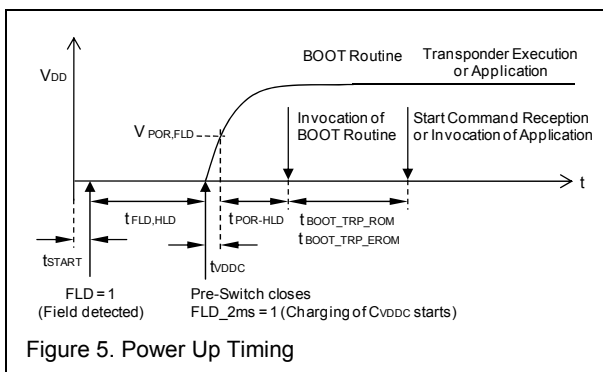 BOOT Routine
Transponder Execution
or Application
VDD
VPOR,FLD
Invocation of
BOOT Routine
Start Command Reception
or Invocation of Application
t
tFLD,HLD
tPOR-HLD
tBOOT_TRP_ROM
tBOOT_TRP_EROM
tSTART
tVDDC
FLD = 1
(Field detected)
Pre-Switch closes
FLD_2ms = 1 (Charging of CVDDC starts)
Figure 5. Power Up Timing